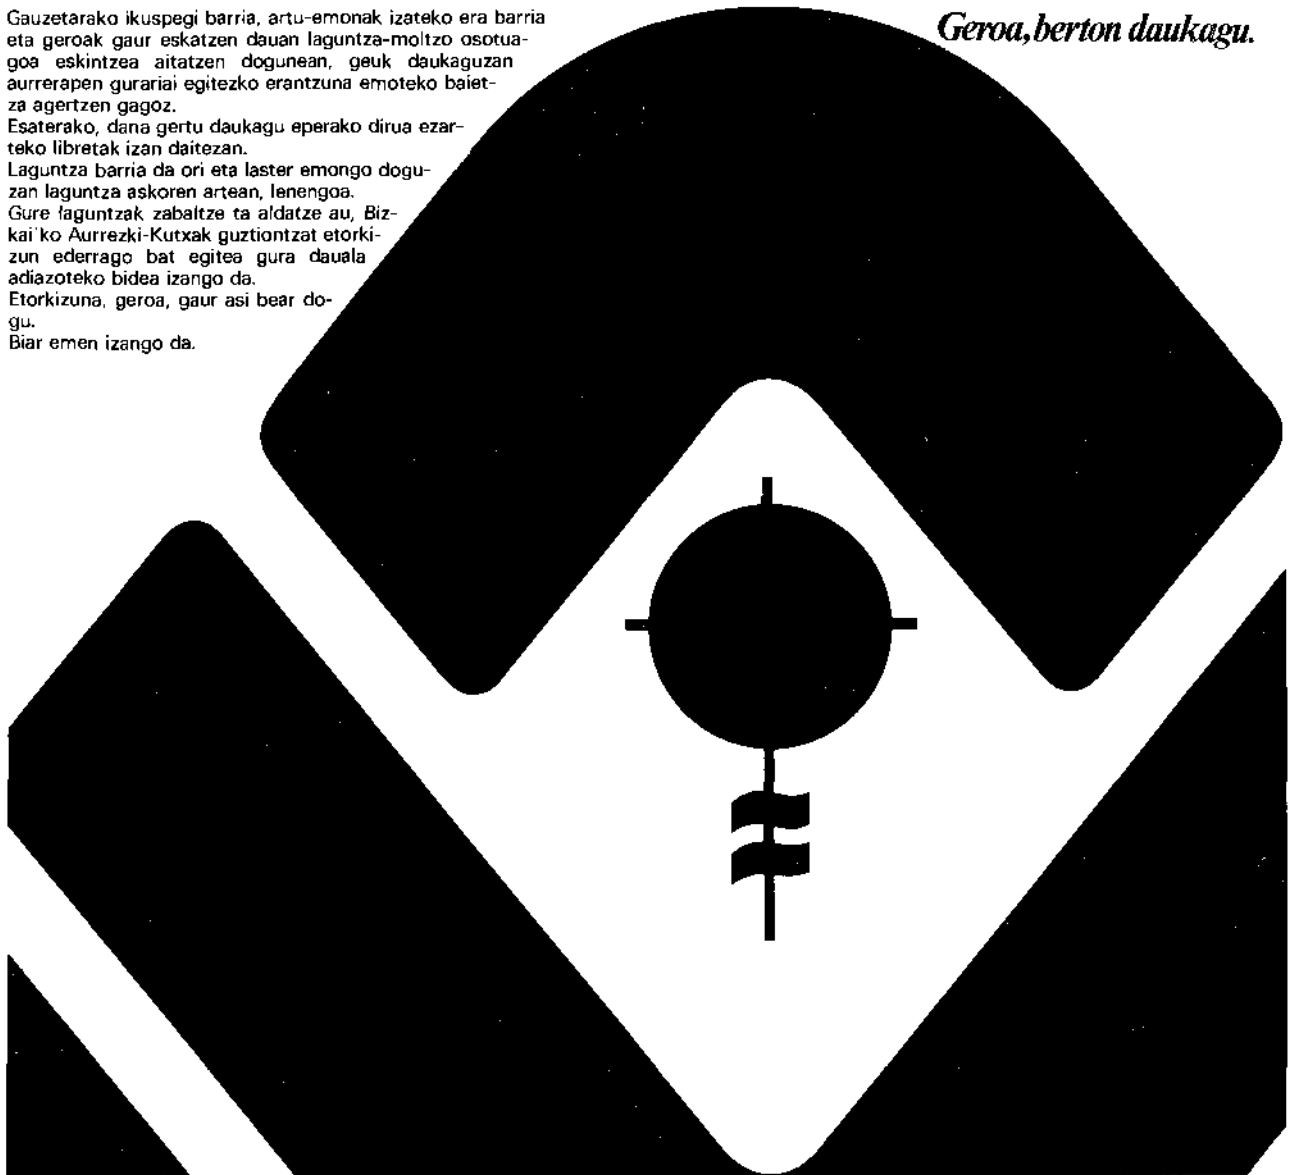 Gauzetarako ikuspegi barria, artu-emonak izateko era barria
eta geroak gaur eskatzen dauan laguntza-moltzo osotua-
goa eskintzea aitatzen dogunean, geuk daukaguzan
aurrerapen gurariai egitezko erantzuna emoteko baiet-
za agertzen gagoz.
Esaterako, dana gertu daukagu eperako dirua ezar-
teko libretak izan daitezan.
Laguntza barria da ori eta laster emongo dogu-
zan laguntza askoren artean, lenengoa.
Gure laguntzak zabaltze ta aldatze au, Biz-
kai'ko Aurrezki-Kutxak guztiontzat etorki-
zun ederrago bat egitea gura dauala
adiazoteko bidea izango da.
Etorkizuna, geroa, gaur asi bear do-
gu.
Biar emen izango da.
Geroa, berton daukagu.